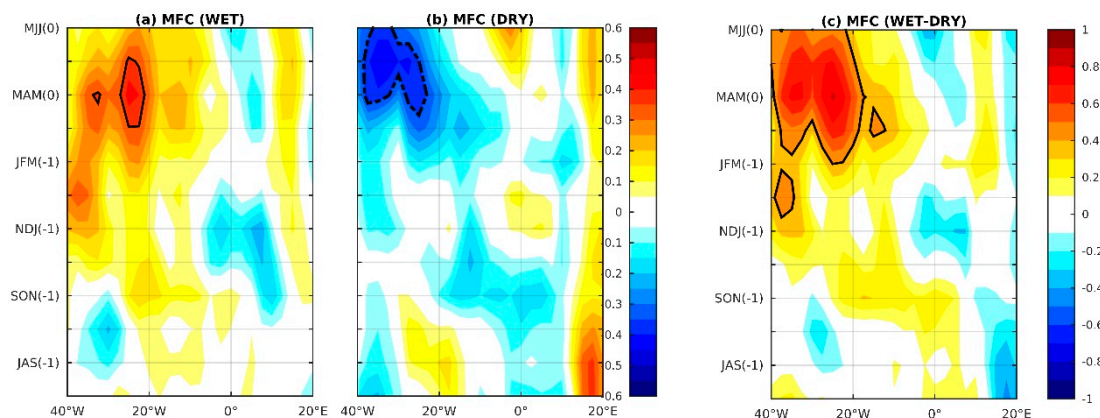 (a) MFC (WET)
(b) MFC (DRY)
(c) MFC (WET-DRY)
MJJ(0)
MAM(0)
JFM(-1)
NDJ(-1)
SON(-1)
JAS(-1)
40°W
20°W
0°
20°E
40°W
20°W
0°
20°E
0.6
0.5
0.4
0.3
0.2
0.1
0
0.1
0.2
0.3
0.4
0.5
0.6
MJJ(0)
MAM(0)
JFM(-1)
NDJ(-1)
SON(-1)
JAS(-1)
40°W
20°W
0°
20°E
1
0.8
0.6
0.4
0.2
0
-0.2
-0.4
-0.6
-0.8
-1